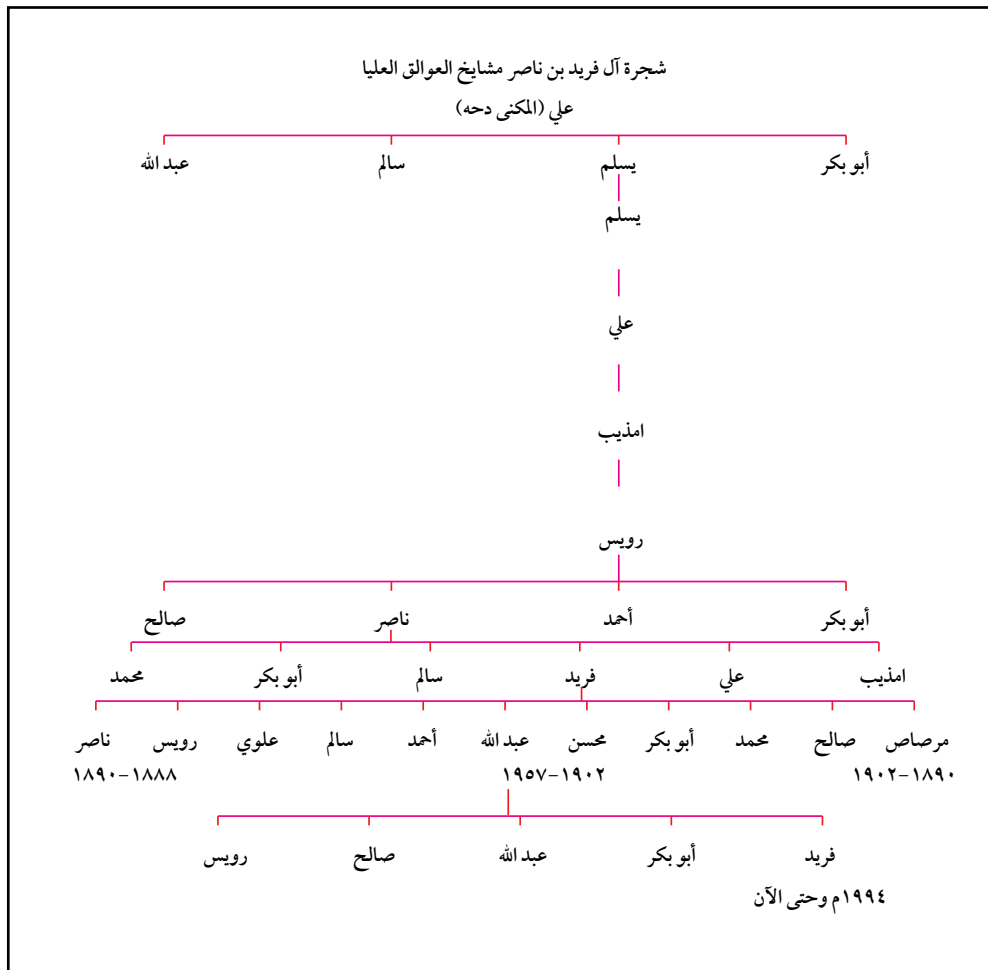 شجرة آل فريد بن ناصر مشايخ العوالق العليا
علي (المكنى دحه)
أبو بكر يسلم سالم عبد الله
يسلم
علي
امذيب
رويس
أبو بكر أحمد ناصر صالح
امذيب علي فريد سالم أبو بكر محمد
مرصاص صالح محمد أبو بكر محسن عبد الله أحمد سالم علوي رويس ناصر
١٨٩٠-١٩٠٢ ١٩٠٢-١٩٥٧ ١٨٨٨-١٨٩٠
فريد أبو بكر عبد الله صالح رويس
١٩٩٤م وحتى الآن